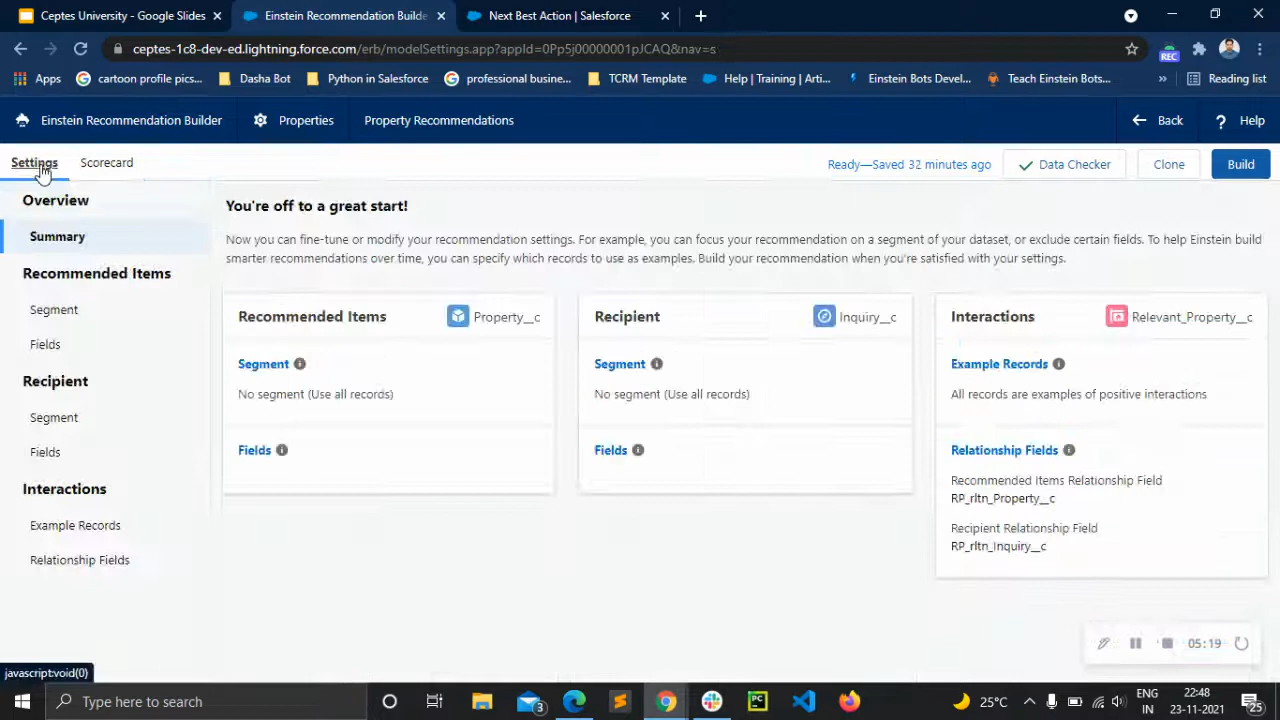 Ceptes University - Google Slides
Einstein Recommendation Builde
Next Best Action | Salesforce
ceptes-1c8-dev-ed.lightning.force.com/erb/modelSettings.app?appId=0Pp5j00000001pJCAQ&nav=s
REC
Apps
cartoon profile pics...
Dasha Bot
Python in Salesforce
professional busine...
TCRM Template
Help | Training | Arti...
Einstein Bots Devel...
Teach Einstein Bots...
»
Reading list
Einstein Recommendation Builder
Properties
Property Recommendations
Back
? Help
Settings
Scorecard
Ready—Saved 32 minutes ago
Data Checker
Clone
Build
Overview
Summary
Recommended Items
Segment
Fields
Recipient
Segment
Fields
Interactions
Example Records
Relationship Fields
You're off to a great start!
Now you can fine-tune or modify your recommendation settings. For example, you can focus your recommendation on a segment of your dataset, or exclude certain fields. To help Einstein build
smarter recommendations over time, you can specify which records to use as examples. Build your recommendation when you're satisfied with your settings.
Recommended Items
Property__c
Segment
No segment (Use all records)
Fields
Recipient
Inquiry__c
Segment
No segment (Use all records)
Fields
Interactions
Relevant_Property__c
Example Records
All records are examples of positive interactions
Relationship Fields
Recommended Items Relationship Field
RP_rltn_Property__c
Recipient Relationship Field
RP_rltn_Inquiry__c
05:19
javascript:void(0)
Type here to search
3
PC
25°C
ENG
IN
22:48
23-11-2021
25